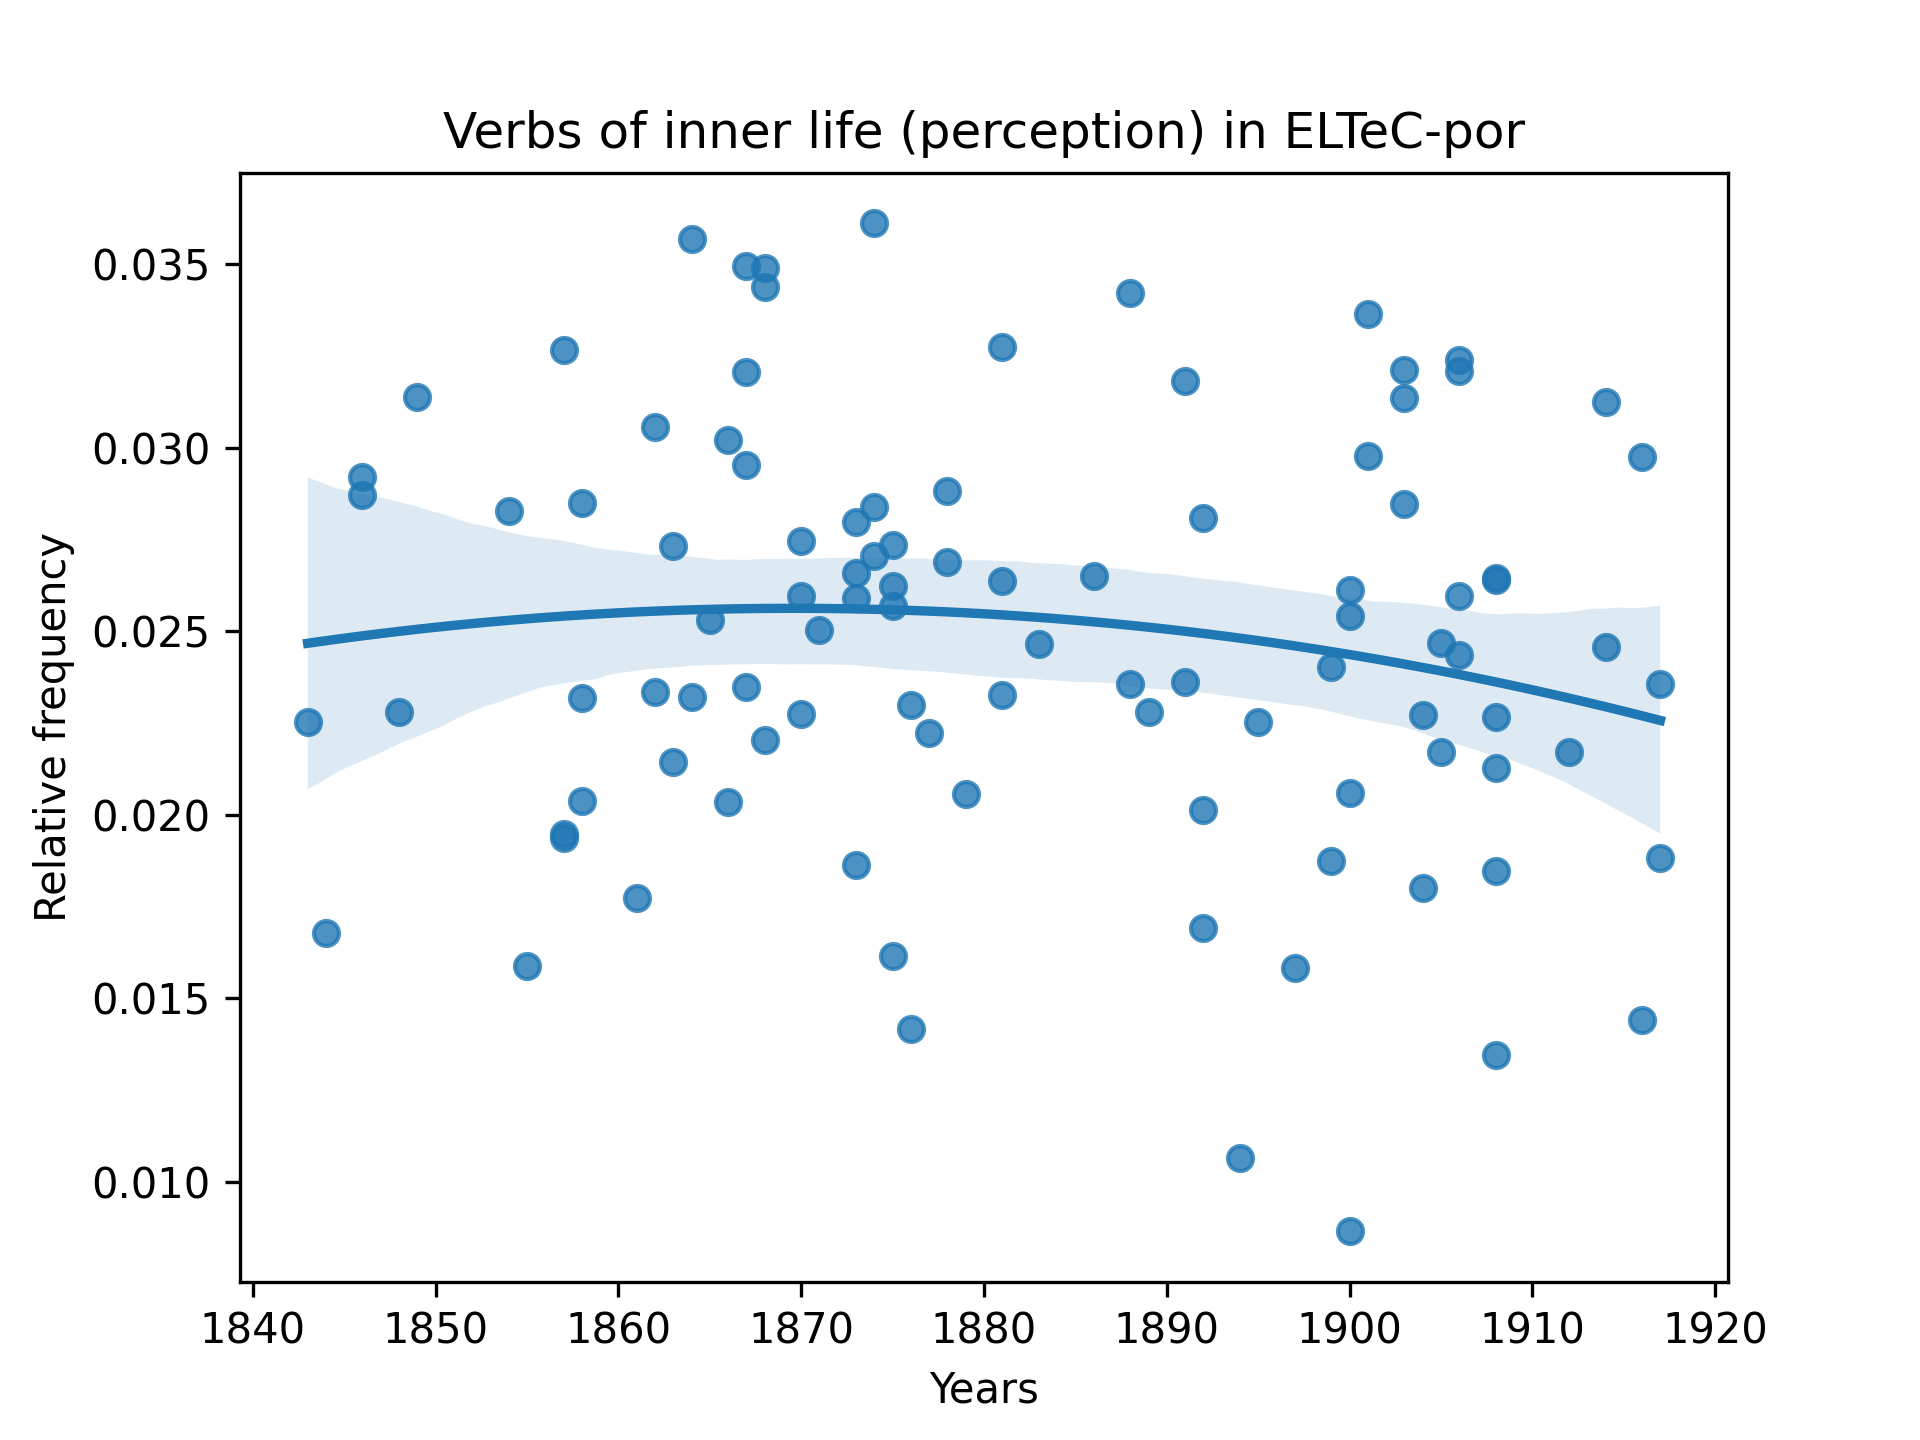 Verbs of inner life (perception) in ELTeC-por
Relative frequency
0.035
0.030
0.025
0.020
0.015
0.010
1840 1850 1860 1870 1880 1890 1900 1910 1920
Years